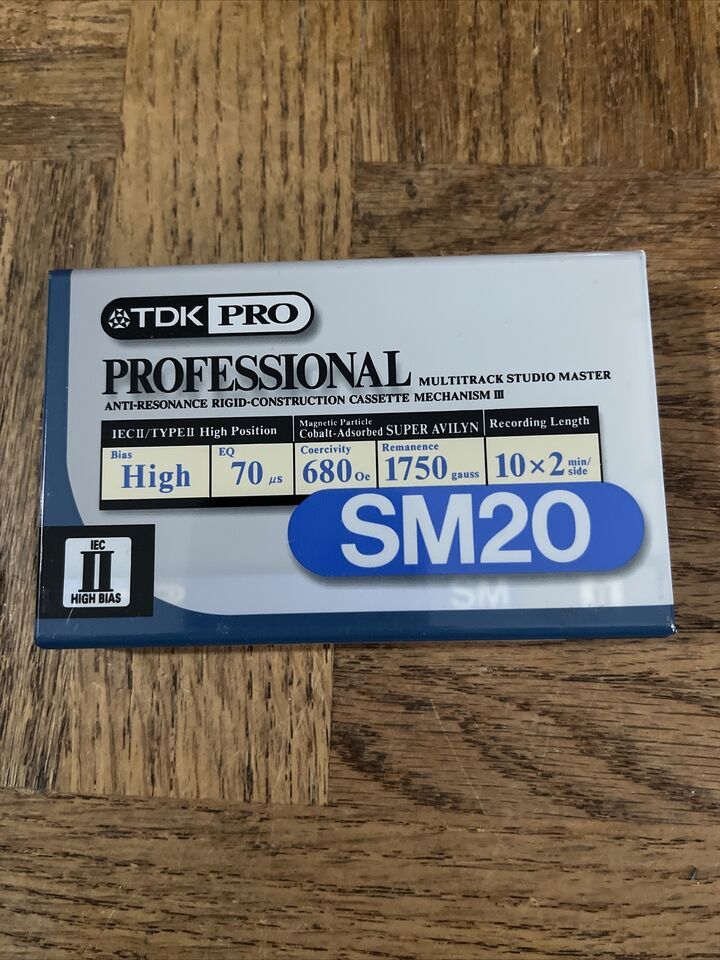 TDK PRO
PROFESSIONAL MULTITRACK STUDIO MASTER
ANTI-RESONANCE RIGID-CONSTRUCTION CASSETTE MECHANISM III
IECII/TYPEII High Position
Magnetic Particle
Cobalt-Adsorbed SUPER AVILYN
Recording Length
Bias
High
EQ
70 μs
Coercivity
680 Oe
Remanence
1750 gauss
10×2 min/side
SM20
IEC
II
HIGH BIAS
SM